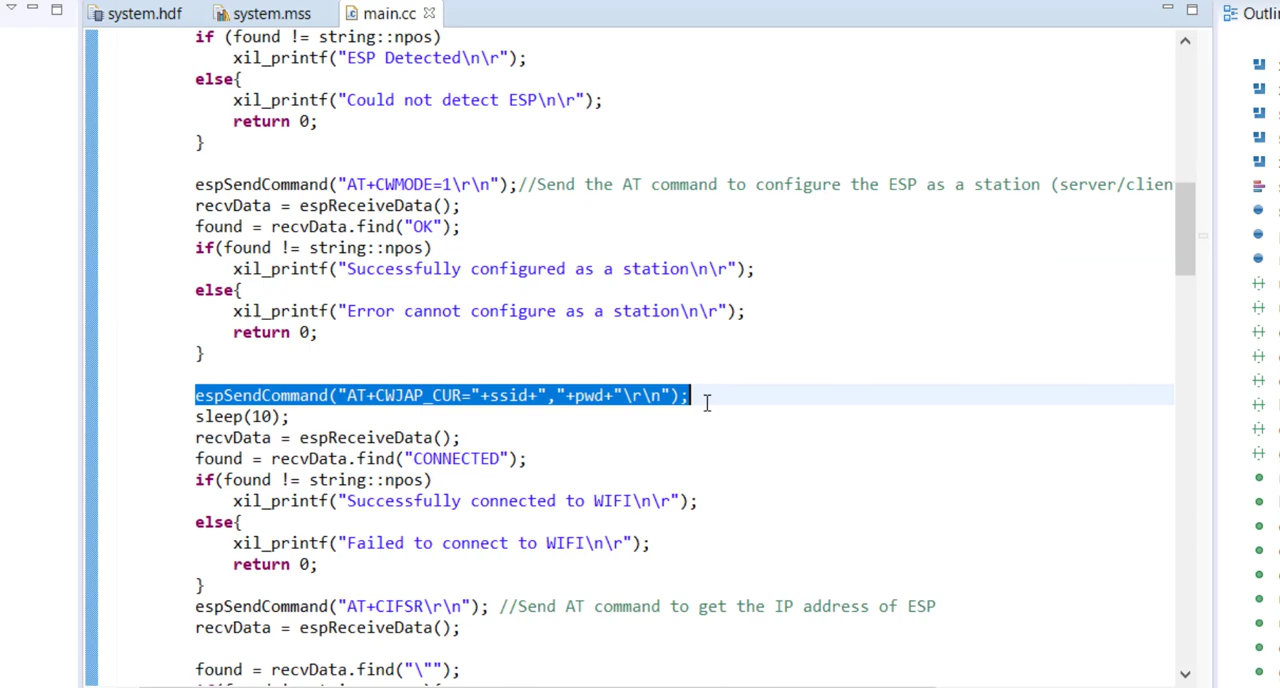 system.hdf system.mss main.cc Outli
if (found != string::npos)
xil_printf("ESP Detected\n\r");
else{
xil_printf("Could not detect ESP\n\r");
return 0;
}
espSendCommand("AT+CWMODE=1\r\n");//Send the AT command to configure the ESP as a station (server/clien
recvData = espReceiveData();
found = recvData.find("OK");
if(found != string::npos)
xil_printf("Successfully configured as a station\n\r");
else{
xil_printf("Error cannot configure as a station\n\r");
return 0;
}
espSendCommand("AT+CWJAP_CUR="+ssid+","+pwd+"\r\n");
sleep(10);
recvData = espReceiveData();
found = recvData.find("CONNECTED");
if(found != string::npos)
xil_printf("Successfully connected to WIFI\n\r");
else{
xil_printf("Failed to connect to WIFI\n\r");
return 0;
}
espSendCommand("AT+CIFSR\r\n"); //Send AT command to get the IP address of ESP
recvData = espReceiveData();
found = recvData.find("\"");